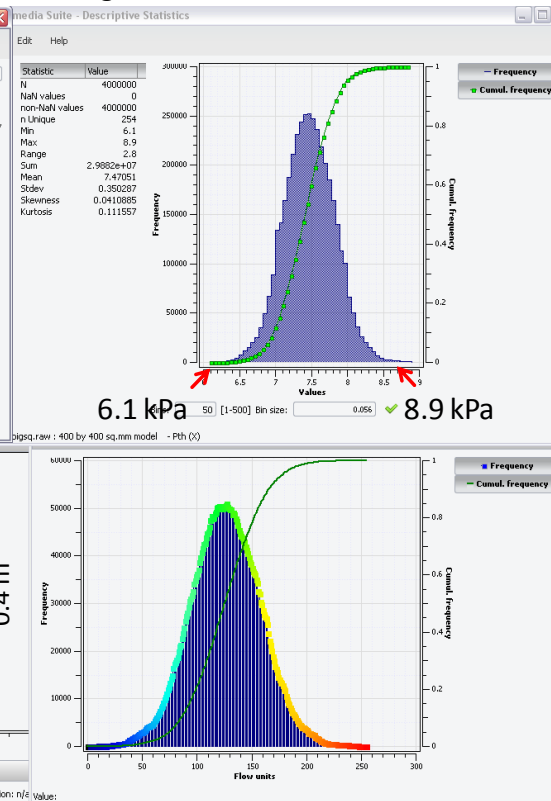 media Suite - Descriptive Statistics
Edit Help
Statistic Value
N 4000000
NaN values 0
non-NaN values 4000000
n Unique 254
Min 6.1
Max 8.9
Range 2.8
Sum 2.9882e+07
Mean 7.47051
Stdev 0.350287
Skewness 0.0410885
Kurtosis 0.111557
Frequency
300000
250000
200000
150000
100000
50000
0
6.5 7 7.5 8 8.5 9
Values
1
0.8
0.6
0.4
0.2
0
Cumul. frequency
Frequency
Cumul. frequency
6.1 kPa 50 [1-500] Bin size: 0.056 8.9 kPa
bigsq.raw : 400 by 400 sq.mm model - Pth (X)
0.4 m
Frequency
60000
50000
40000
30000
20000
10000
0
0 50 100 150 200 250 300
Flow units
1
0.8
0.6
0.4
0.2
0
Cumul. frequency
Frequency
Cumul. frequency
ion: n/a Value: